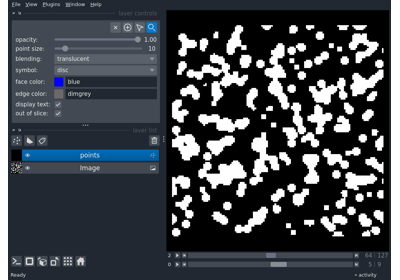 File View Plugins Window Help
layer controls
opacity: 1.00
point size: 10
blending: translucent
symbol: disc
face color: blue
edge color: dimgrey
display text:
out of slice:
layer list
points
Image
2 64 127
0 5 9
Ready activity